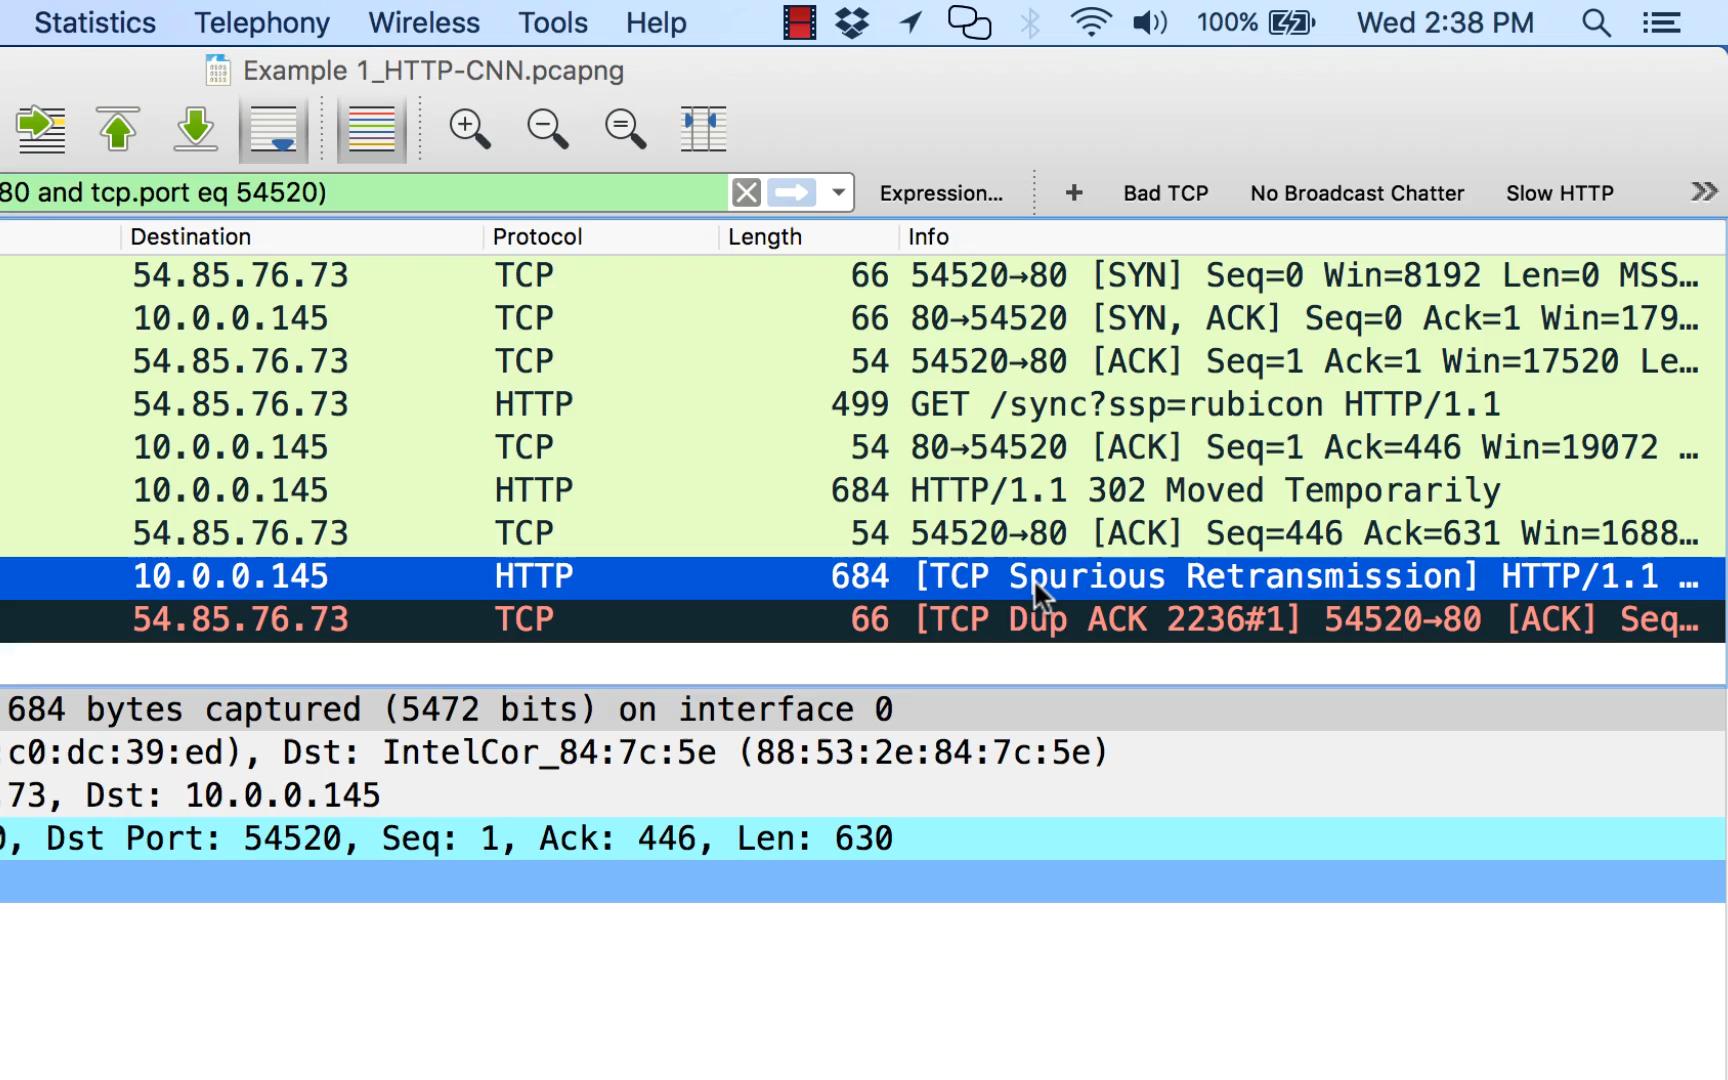 Statistics Telephony Wireless Tools Help 100% Wed 2:38 PM
Example 1_HTTP-CNN.pcapng
80 and tcp.port eq 54520) Expression... + Bad TCP No Broadcast Chatter Slow HTTP »
Destination Protocol Length Info
54.85.76.73 TCP 66 54520→80 [SYN] Seq=0 Win=8192 Len=0 MSS…
10.0.0.145 TCP 66 80→54520 [SYN, ACK] Seq=0 Ack=1 Win=179…
54.85.76.73 TCP 54 54520→80 [ACK] Seq=1 Ack=1 Win=17520 Le…
54.85.76.73 HTTP 499 GET /sync?ssp=rubicon HTTP/1.1
10.0.0.145 TCP 54 80→54520 [ACK] Seq=1 Ack=446 Win=19072 …
10.0.0.145 HTTP 684 HTTP/1.1 302 Moved Temporarily
54.85.76.73 TCP 54 54520→80 [ACK] Seq=446 Ack=631 Win=1688…
10.0.0.145 HTTP 684 [TCP Spurious Retransmission] HTTP/1.1 …
54.85.76.73 TCP 66 [TCP Dup ACK 2236#1] 54520→80 [ACK] Seq…
684 bytes captured (5472 bits) on interface 0
:c0:dc:39:ed), Dst: IntelCor_84:7c:5e (88:53:2e:84:7c:5e)
.73, Dst: 10.0.0.145
), Dst Port: 54520, Seq: 1, Ack: 446, Len: 630